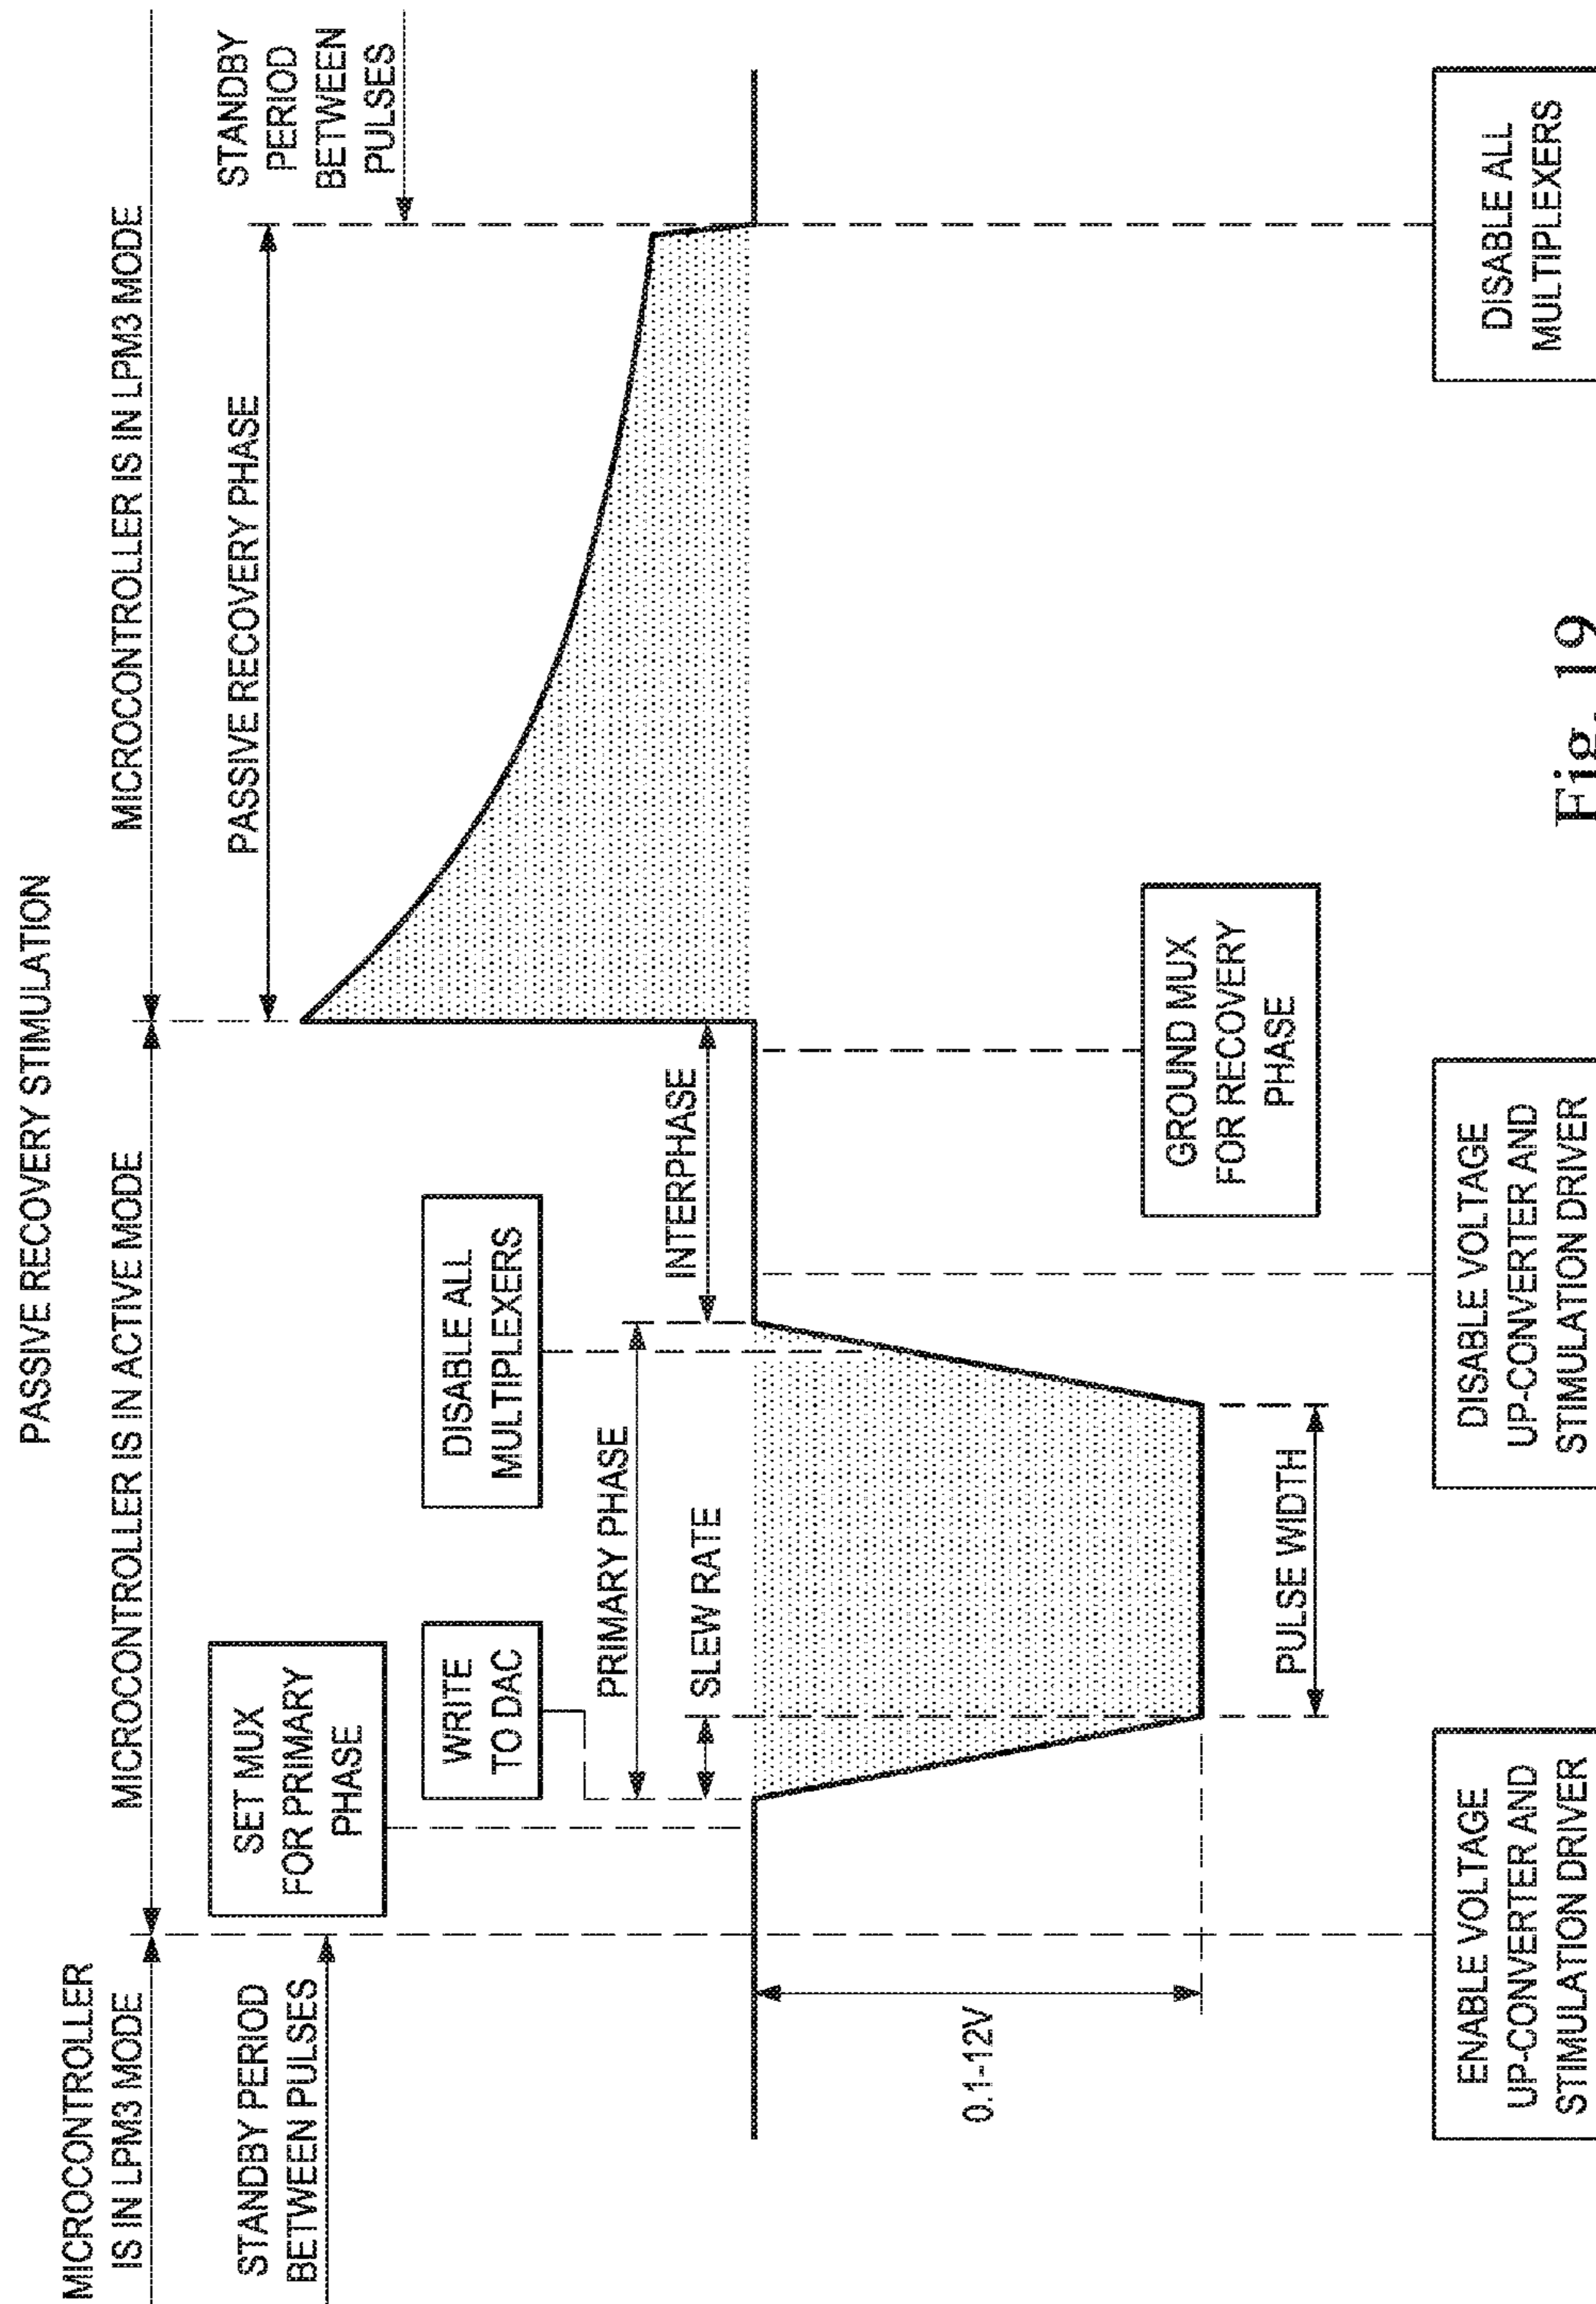 PASSIVE RECOVERY STIMULATION
MICROCONTROLLER
IS IN LPM3 MODE
MICROCONTROLLER IS IN ACTIVE MODE
MICROCONTROLLER IS IN LPM3 MODE
STANDBY PERIOD
BETWEEN PULSES
SET MUX
FOR PRIMARY
PHASE
PASSIVE RECOVERY PHASE
STANDBY
PERIOD
BETWEEN
PULSES
WRITE
TO DAC
DISABLE ALL
MULTIPLEXERS
PRIMARY PHASE
SLEW RATE
INTERPHASE
0.1-12V
PULSE WIDTH
GROUND MUX
FOR RECOVERY
PHASE
ENABLE VOLTAGE
UP-CONVERTER AND
STIMULATION DRIVER
DISABLE VOLTAGE
UP-CONVERTER AND
STIMULATION DRIVER
DISABLE ALL
MULTIPLEXERS
Fig. 19